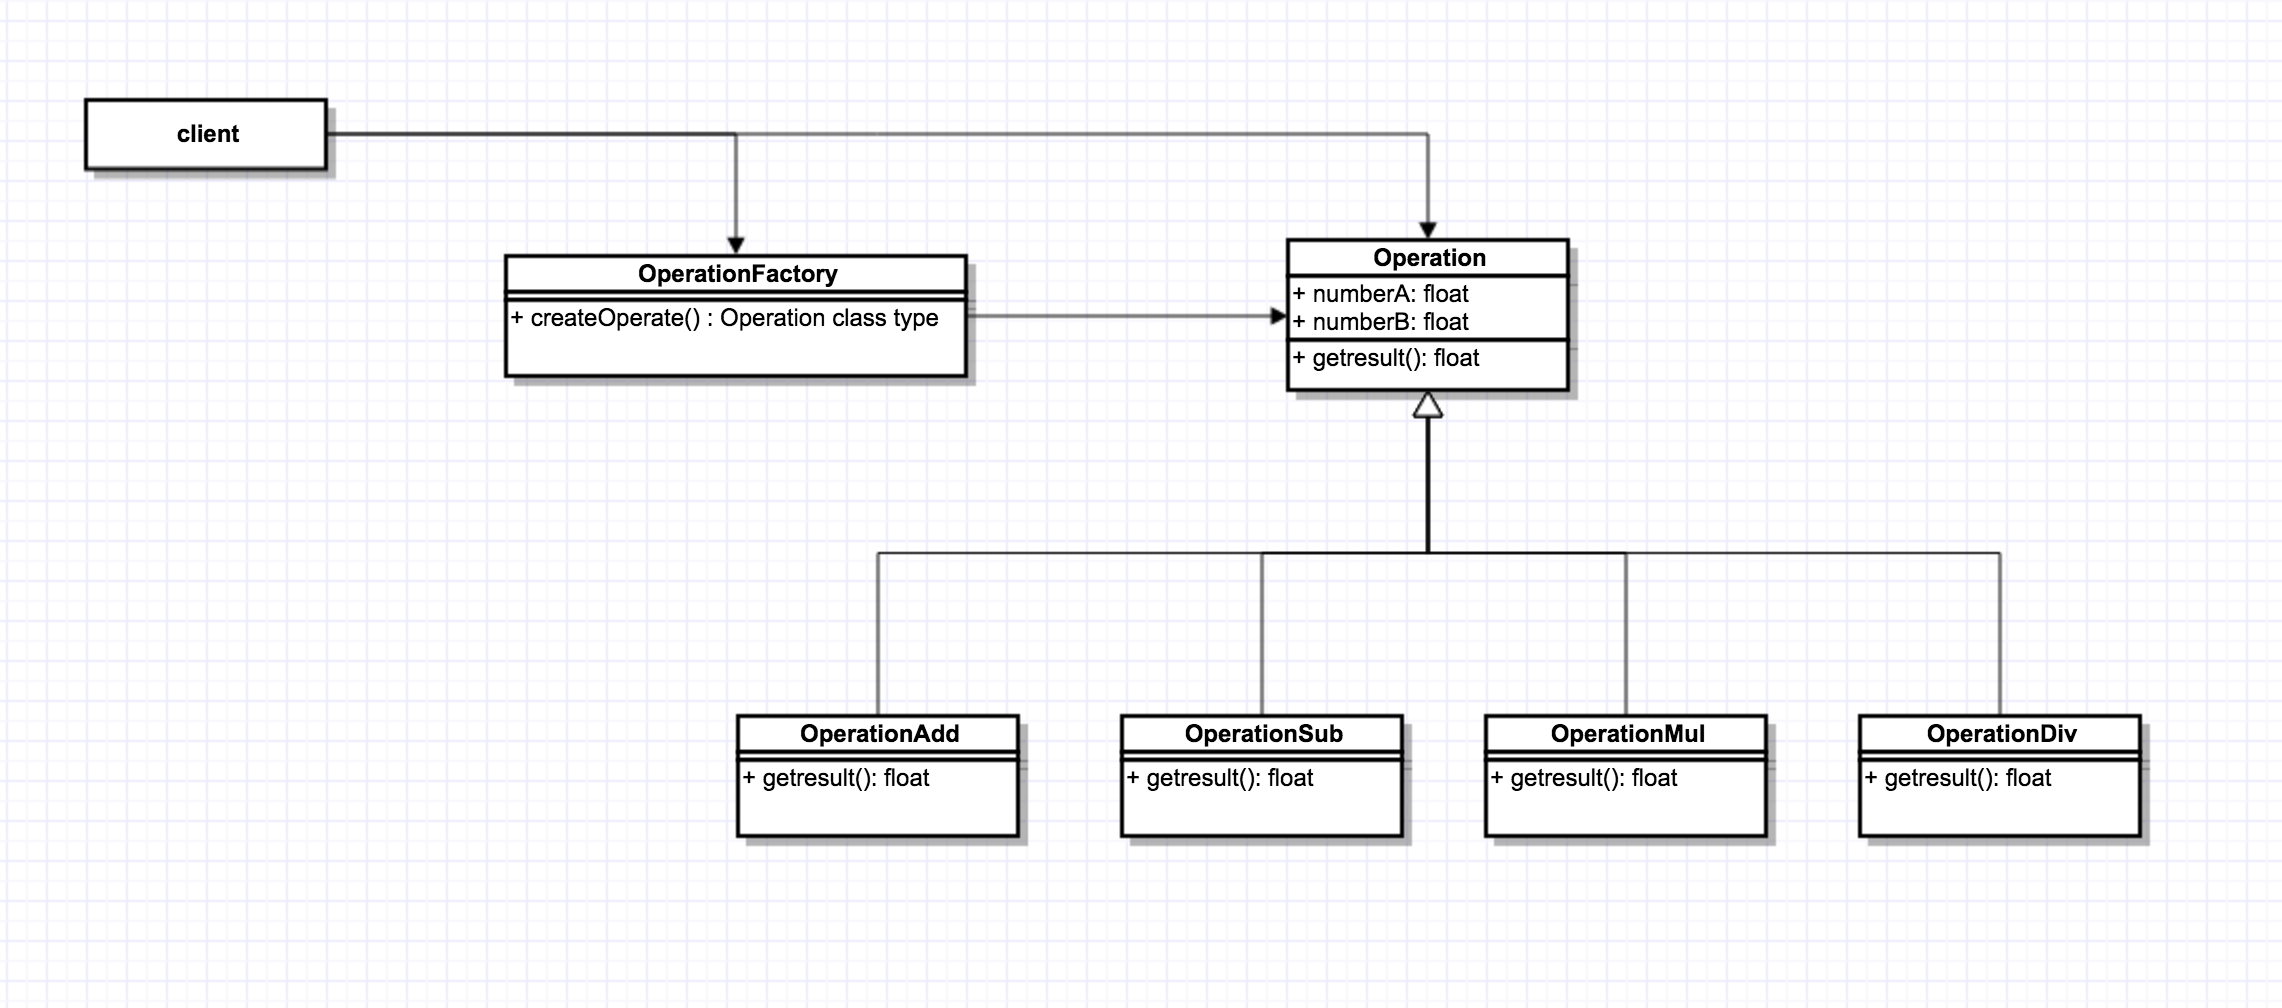 client
OperationFactory
+ createOperate() : Operation class type
Operation
+ numberA: float
+ numberB: float
+ getresult(): float
OperationAdd
+ getresult(): float
OperationSub
+ getresult(): float
OperationMul
+ getresult(): float
OperationDiv
+ getresult(): float